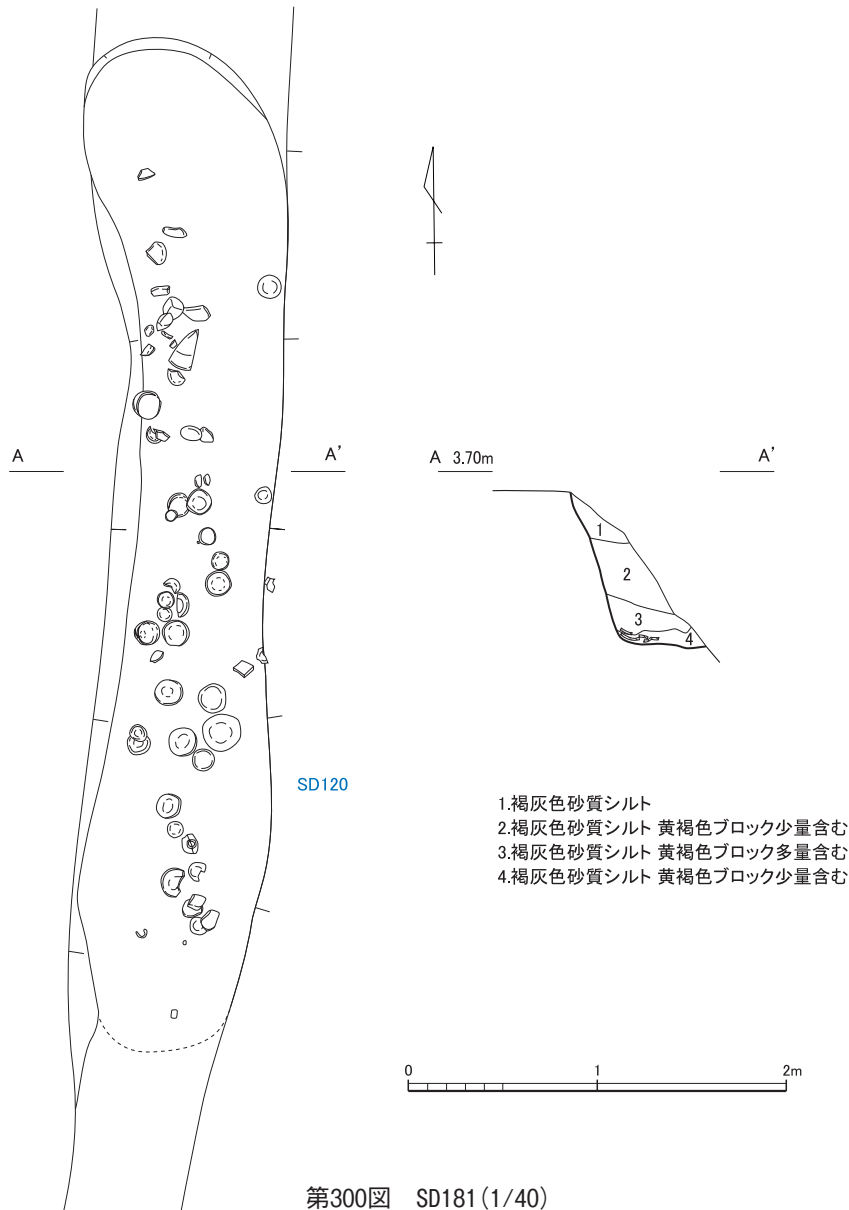 A
A'
A 3.70m
A'
1
2
3
4
SD120
1.褐灰色砂質シルト
2.褐灰色砂質シルト 黄褐色ブロック少量含む
3.褐灰色砂質シルト 黄褐色ブロック多量含む
4.褐灰色砂質シルト 黄褐色ブロック少量含む
0 1 2m
第300図 SD181(1/40)